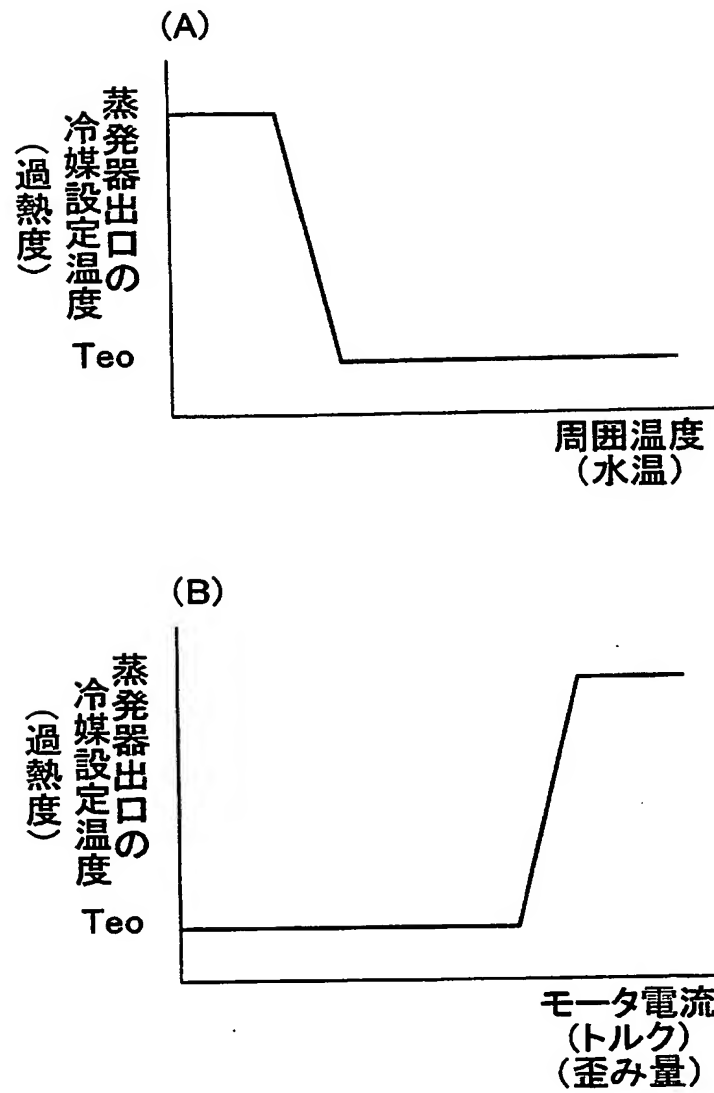 (A)
蒸発器出口の
冷媒設定温度
(過熱度)
Teo
周囲温度
(水温)
(B)
蒸発器出口の
冷媒設定温度
(過熱度)
Teo
モータ電流
(トルク)
(歪み量)